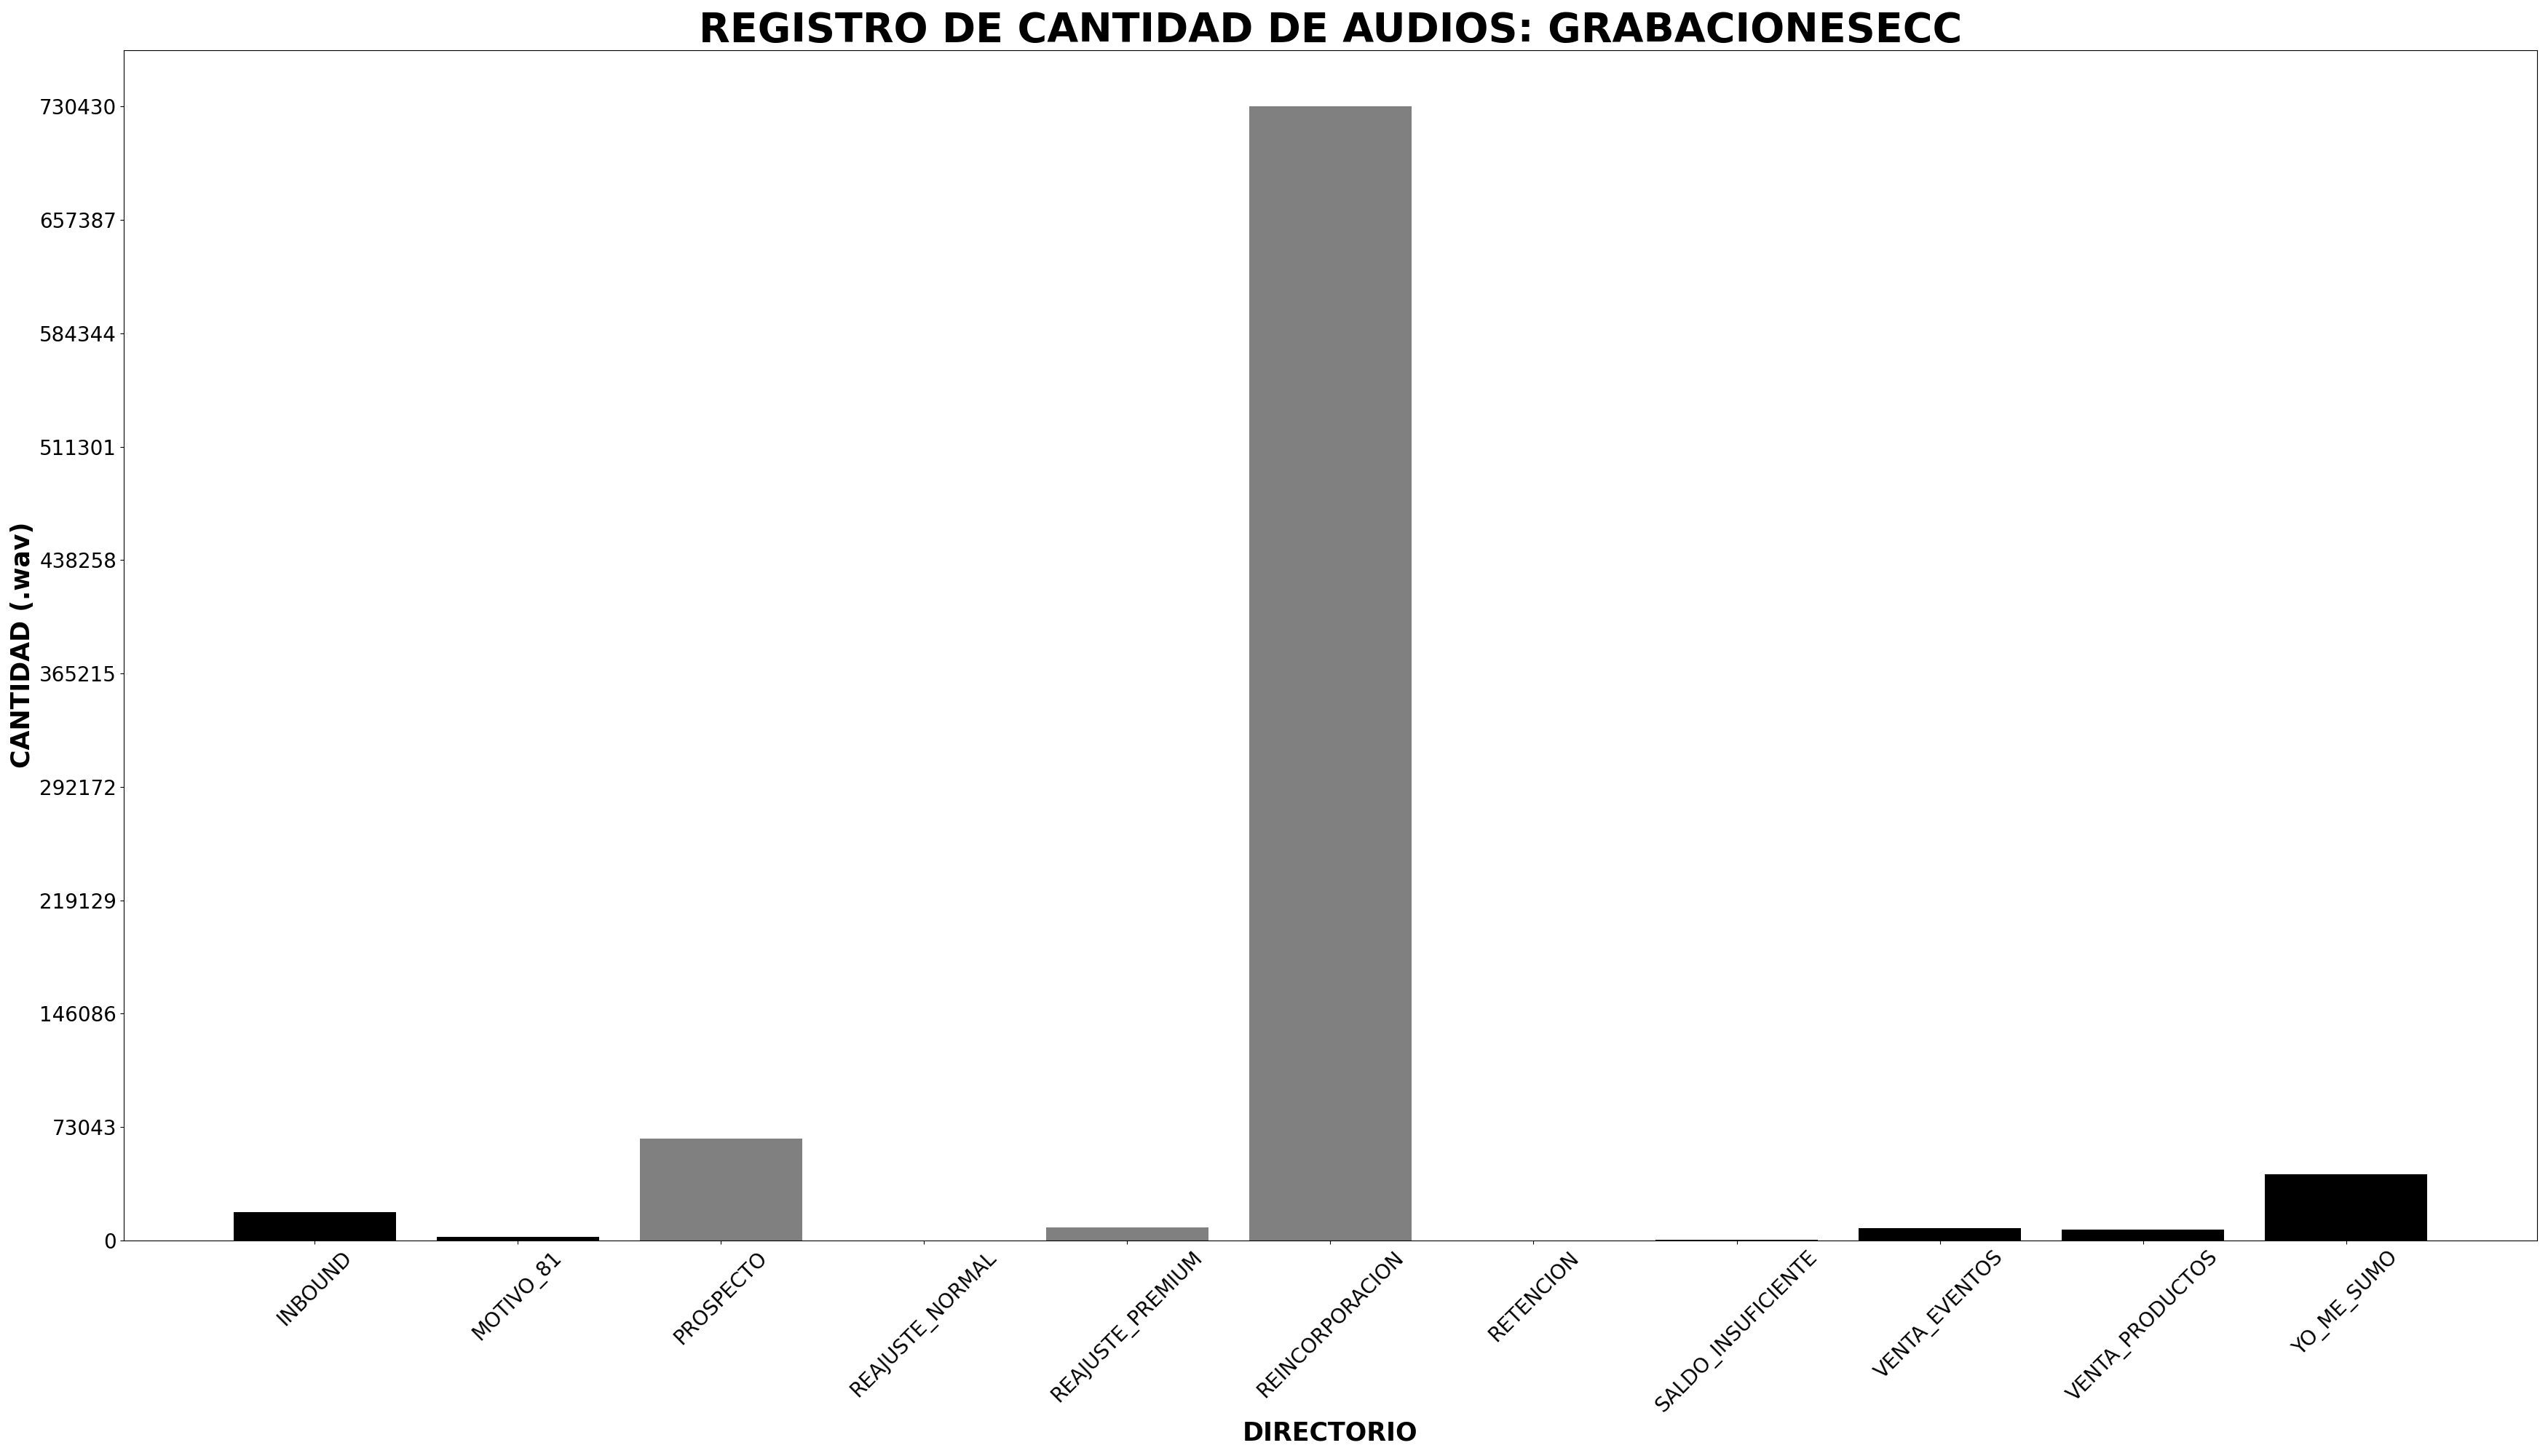 REGISTRO DE CANTIDAD DE AUDIOS: GRABACIONESECC
CANTIDAD (.wav)
730430
657387
584344
511301
438258
365215
292172
219129
146086
73043
0
INBOUND
MOTIVO_81
PROSPECTO
REAJUSTE_NORMAL
REAJUSTE_PREMIUM
REINCORPORACION
RETENCION
SALDO_INSUFICIENTE
VENTA_EVENTOS
VENTA_PRODUCTOS
YO_ME_SUMO
DIRECTORIO